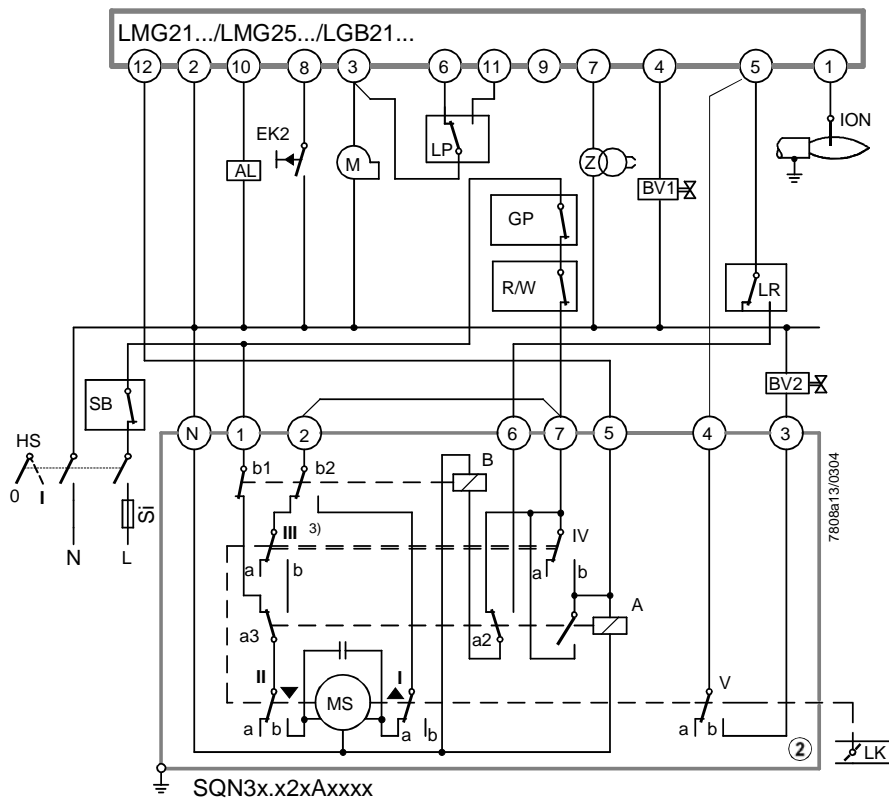 LMG21.../LMG25.../LGB21...
12 2 10 8 3 6 11 9 7 4 5 1
EK2
ION
LP
AL
M
Z
BV1
GP
R/W
LR
SB
BV2
HS
N 1 2 6 7 5 4 3
0 I
b1 b2 B
Si
N L
III 3) IV
a b a b
A
a3 a2
II I V
MS
a b a b a b
2
LK
7808a13/0304
SQN3x.x2xAxxxx